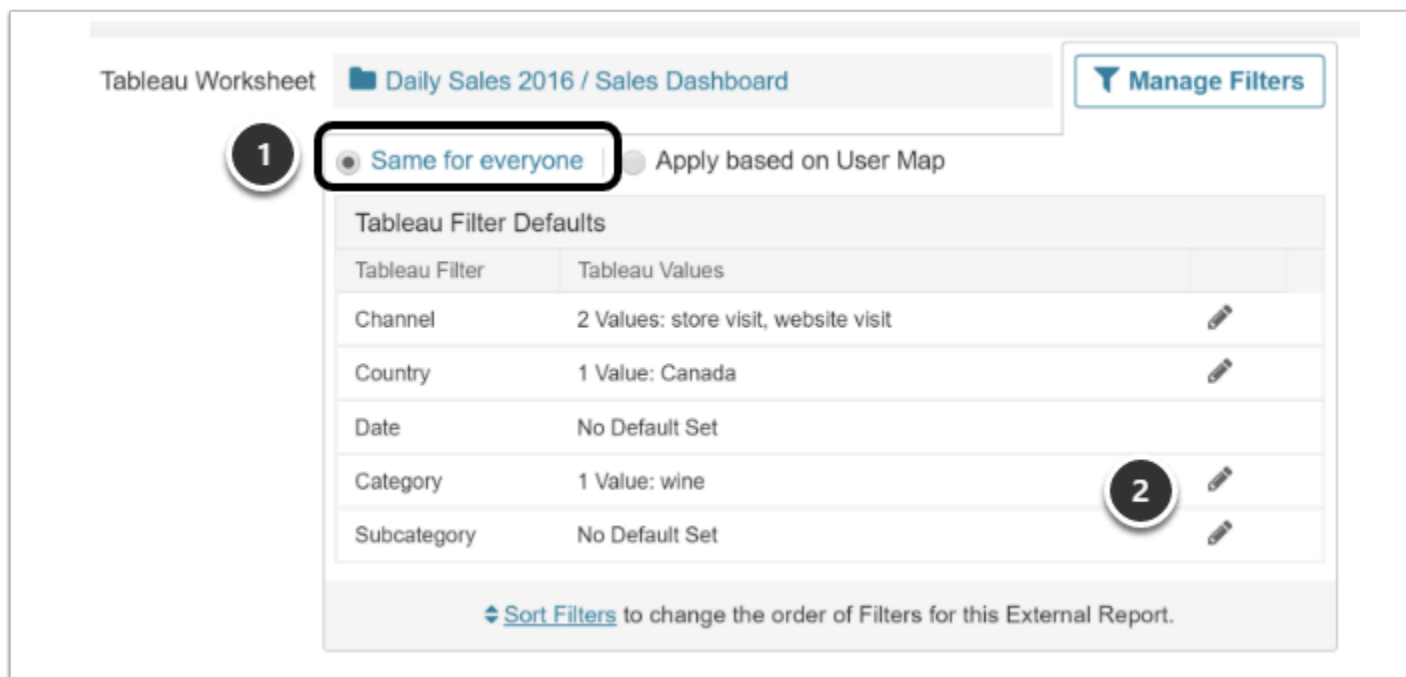 Tableau Worksheet Daily Sales 2016 / Sales Dashboard Manage Filters
1 Same for everyone Apply based on User Map
Tableau Filter Defaults
Tableau Filter Tableau Values
Channel 2 Values: store visit, website visit
Country 1 Value: Canada
Date No Default Set
Category 1 Value: wine 2
Subcategory No Default Set
Sort Filters to change the order of Filters for this External Report.